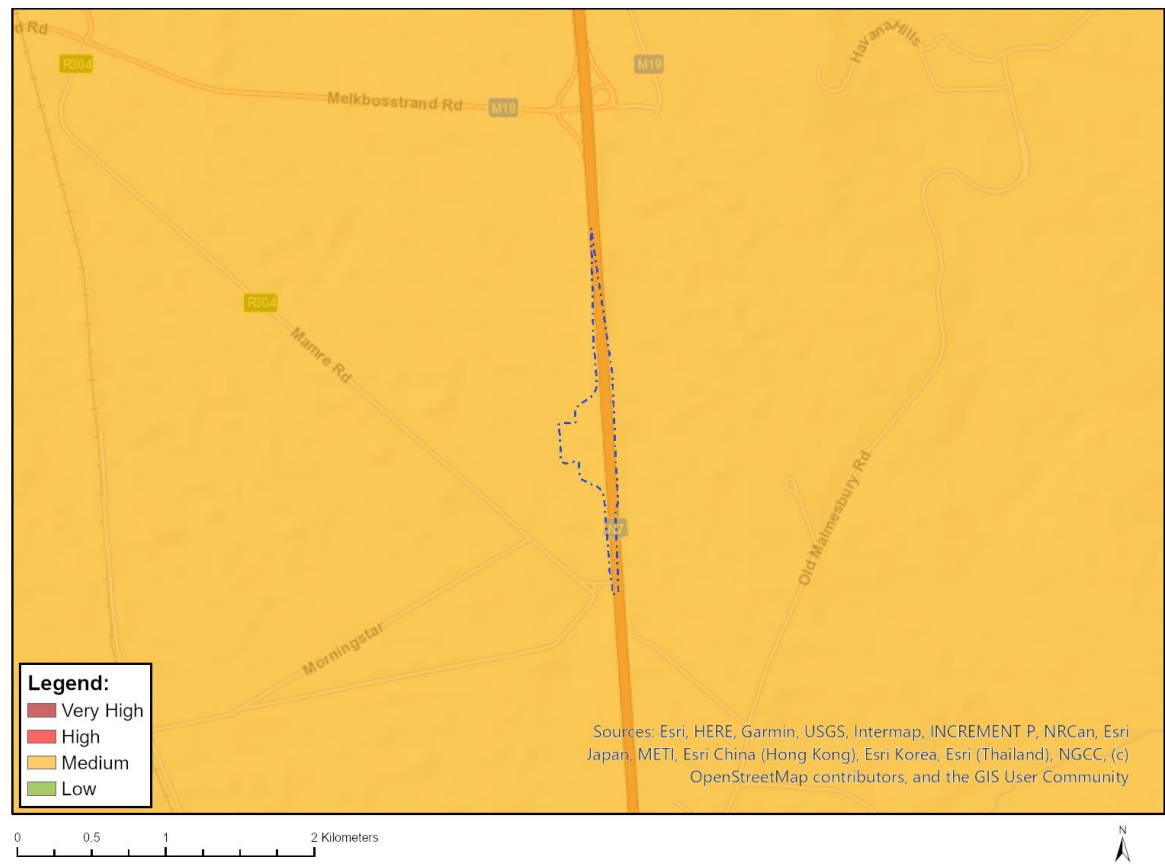 d Rd
R304
Melkbosstrand Rd
M19
M19
Havana Hills
R304
Mamre Rd
Old Malmesbury Rd
N7
Morningstar
Legend:
Very High
High
Medium
Low
Sources: Esri, HERE, Garmin, USGS, Intermap, INCREMENT P, NRCan, Esri
Japan, METI, Esri China (Hong Kong), Esri Korea, Esri (Thailand), NGCC, (c)
OpenStreetMap contributors, and the GIS User Community
0 0.5 1 2 Kilometers
N